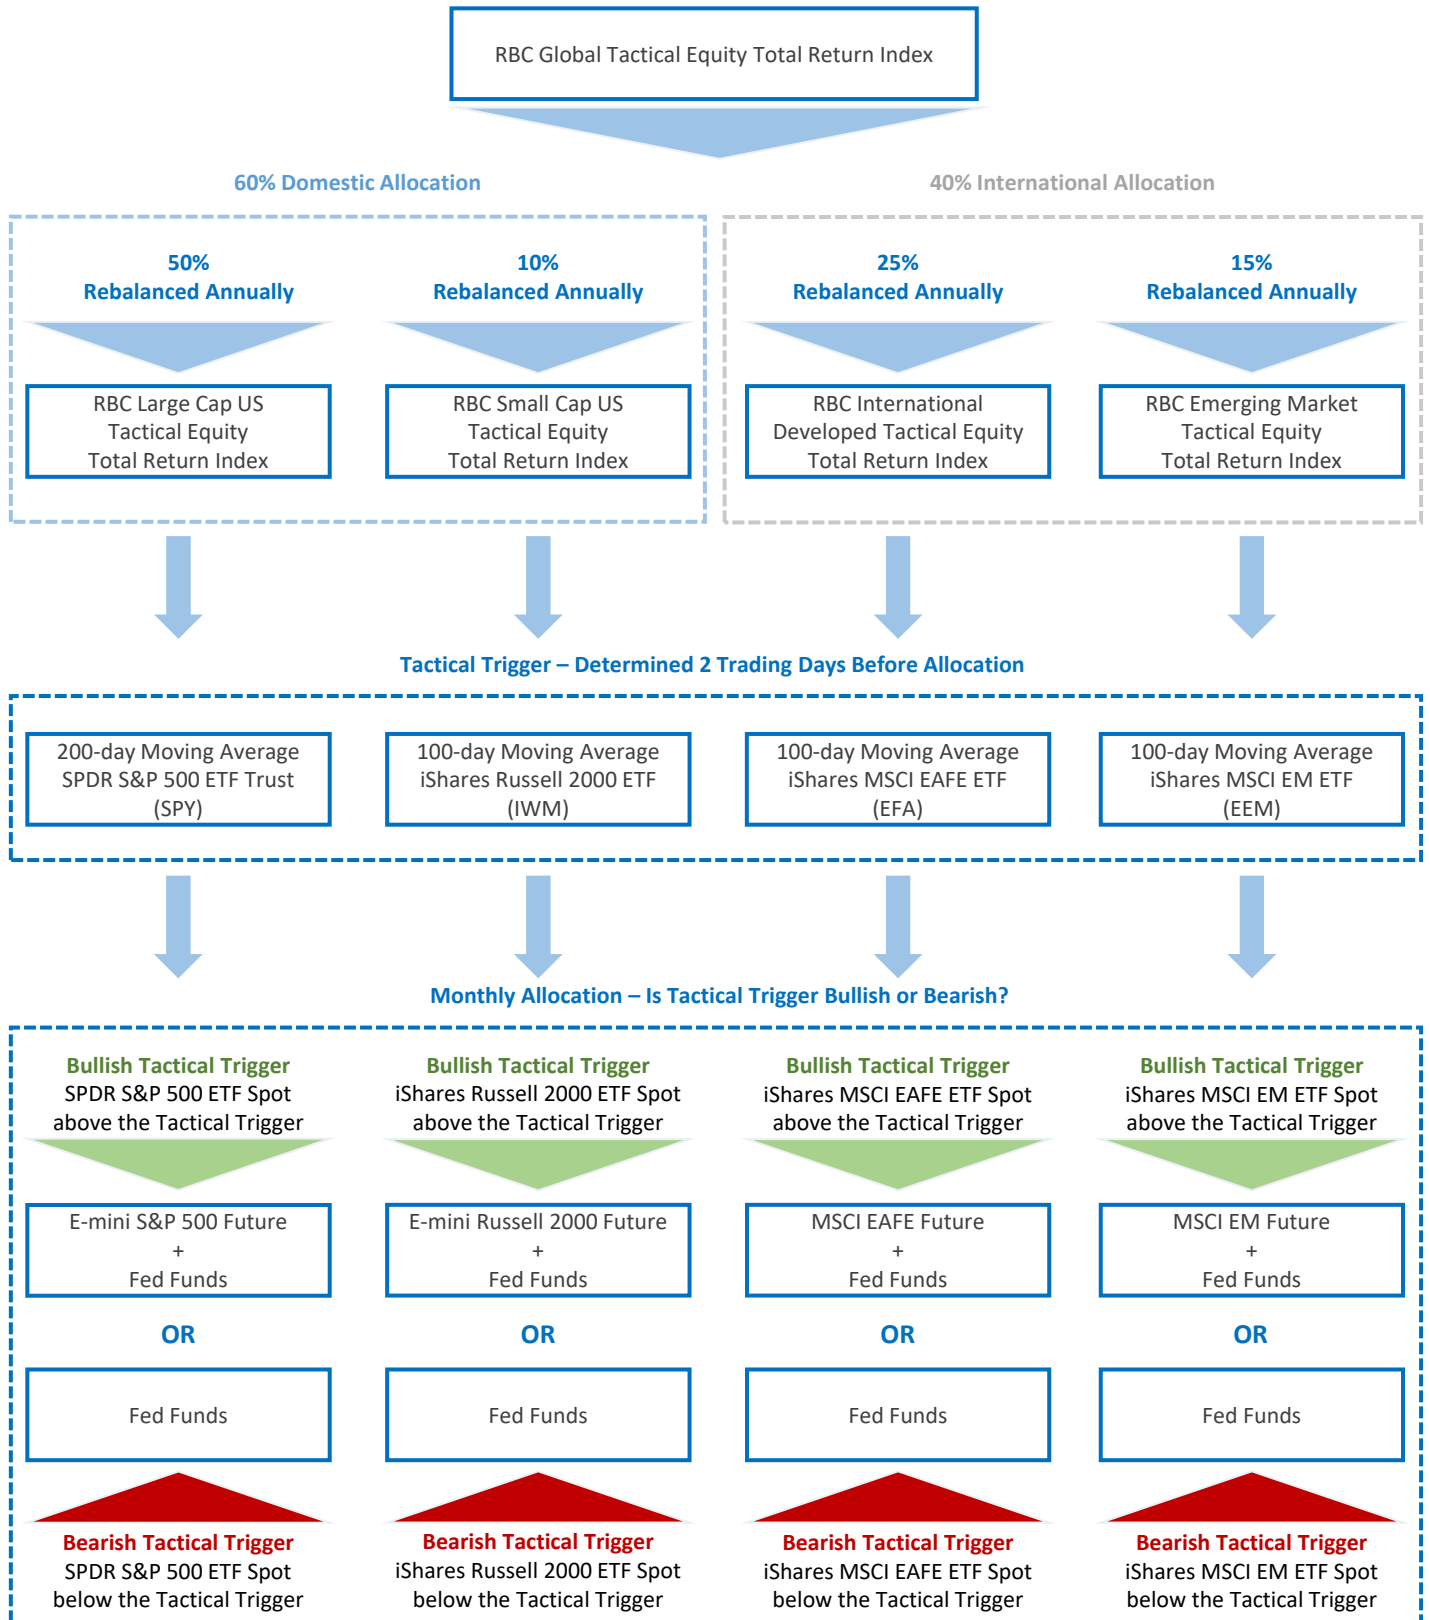 RBC Global Tactical Equity Total Return Index
60% Domestic Allocation
40% International Allocation
50%
Rebalanced Annually
10%
Rebalanced Annually
25%
Rebalanced Annually
15%
Rebalanced Annually
RBC Large Cap US
Tactical Equity
Total Return Index
RBC Small Cap US
Tactical Equity
Total Return Index
RBC International
Developed Tactical Equity
Total Return Index
RBC Emerging Market
Tactical Equity
Total Return Index
Tactical Trigger – Determined 2 Trading Days Before Allocation
200-day Moving Average
SPDR S&P 500 ETF Trust
(SPY)
100-day Moving Average
iShares Russell 2000 ETF
(IWM)
100-day Moving Average
iShares MSCI EAFE ETF
(EFA)
100-day Moving Average
iShares MSCI EM ETF
(EEM)
Monthly Allocation – Is Tactical Trigger Bullish or Bearish?
Bullish Tactical Trigger
SPDR S&P 500 ETF Spot
above the Tactical Trigger
Bullish Tactical Trigger
iShares Russell 2000 ETF Spot
above the Tactical Trigger
Bullish Tactical Trigger
iShares MSCI EAFE ETF Spot
above the Tactical Trigger
Bullish Tactical Trigger
iShares MSCI EM ETF Spot
above the Tactical Trigger
E-mini S&P 500 Future
+
Fed Funds
E-mini Russell 2000 Future
+
Fed Funds
MSCI EAFE Future
+
Fed Funds
MSCI EM Future
+
Fed Funds
OR
OR
OR
OR
Fed Funds
Fed Funds
Fed Funds
Fed Funds
Bearish Tactical Trigger
SPDR S&P 500 ETF Spot
below the Tactical Trigger
Bearish Tactical Trigger
iShares Russell 2000 ETF Spot
below the Tactical Trigger
Bearish Tactical Trigger
iShares MSCI EAFE ETF Spot
below the Tactical Trigger
Bearish Tactical Trigger
iShares MSCI EM ETF Spot
below the Tactical Trigger